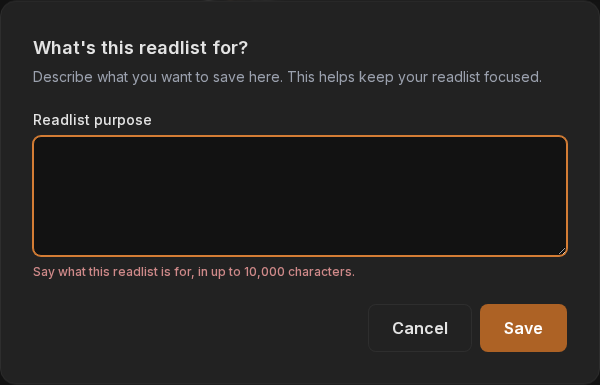 What's this readlist for?
Describe what you want to save here. This helps keep your readlist focused.
Readlist purpose
Say what this readlist is for, in up to 10,000 characters.
Cancel
Save